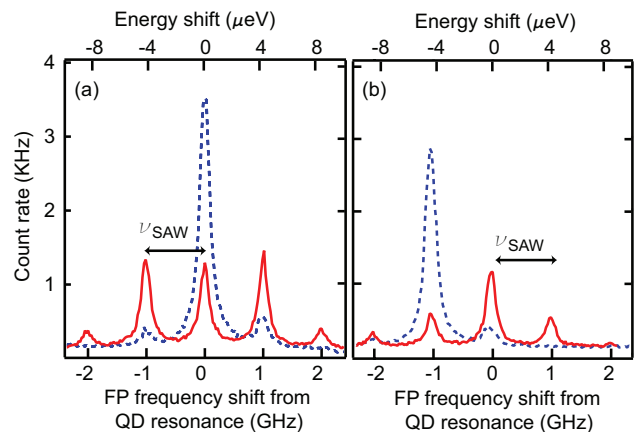 Energy shift (μeV)
-8 -4 0 4 8 -8 -4 0 4 8
4
3
2
1
Count rate (KHz)
(a) (b)
νSAW νSAW
-2 -1 0 1 2 -2 -1 0 1 2
FP frequency shift from
QD resonance (GHz)
Energy shift (μeV)
FP frequency shift from
QD resonance (GHz)